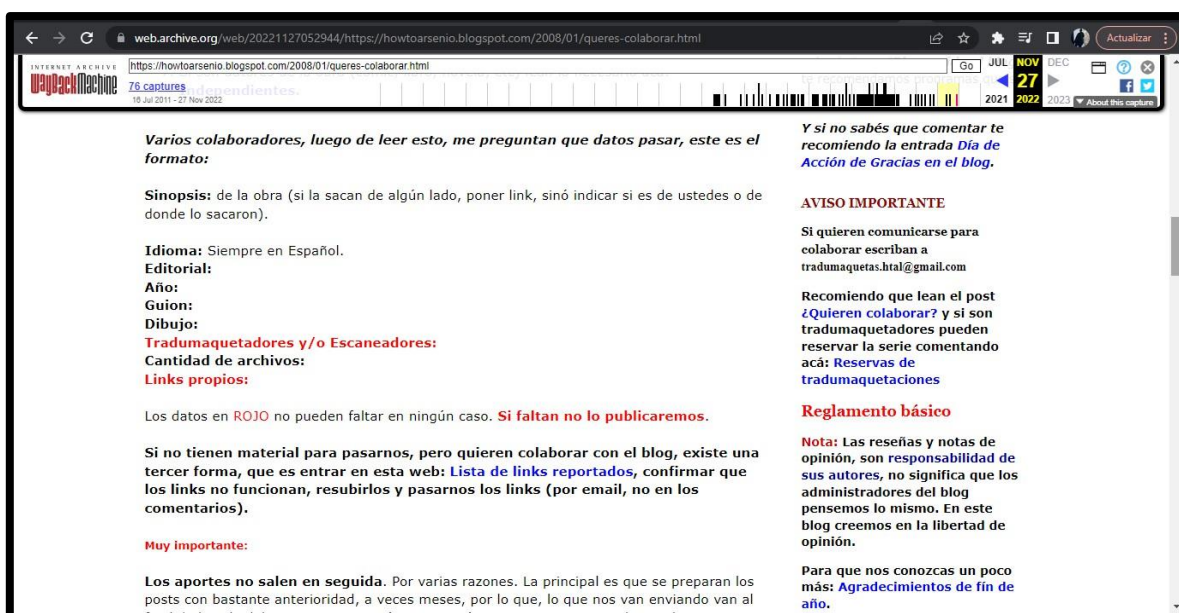 web.archive.org/web/20221127052944/https://howtoarsenio.blogspot.com/2008/01/queres-colaborar.html
Actualizar
INTERNET ARCHIVE
WayBackMachine
https://howtoarsenio.blogspot.com/2008/01/queres-colaborar.html
Go
76 captures
16 Jul 2011 - 27 Nov 2022
JUL NOV DEC
27
2021 2022 2023
About this capture
independientes.
Varios colaboradores, luego de leer esto, me preguntan que datos pasar, este es el
formato:
Sinopsis: de la obra (si la sacan de algún lado, poner link, sinó indicar si es de ustedes o de
donde lo sacaron).
Idioma: Siempre en Español.
Editorial:
Año:
Guion:
Dibujo:
Tradumaquetadores y/o Escaneadores:
Cantidad de archivos:
Links propios:
Los datos en ROJO no pueden faltar en ningún caso. Si faltan no lo publicaremos.
Si no tienen material para pasarnos, pero quieren colaborar con el blog, existe una
tercer forma, que es entrar en esta web: Lista de links reportados, confirmar que
los links no funcionan, resubirlos y pasarnos los links (por email, no en los
comentarios).
Muy importante:
Los aportes no salen en seguida. Por varias razones. La principal es que se preparan los
posts con bastante anterioridad, a veces meses, por lo que, lo que nos van enviando van al
Y si no sabés que comentar te
recomiendo la entrada Día de
Acción de Gracias en el blog.
AVISO IMPORTANTE
Si quieren comunicarse para
colaborar escriban a
tradumaquetas.htal@gmail.com
Recomiendo que lean el post
¿Quieren colaborar? y si son
tradumaquetadores pueden
reservar la serie comentando
acá: Reservas de
tradumaquetaciones
Reglamento básico
Nota: Las reseñas y notas de
opinión, son responsabilidad de
sus autores, no significa que los
administradores del blog
pensemos lo mismo. En este
blog creemos en la libertad de
opinión.
Para que nos conozcas un poco
más: Agradecimientos de fín de
año.